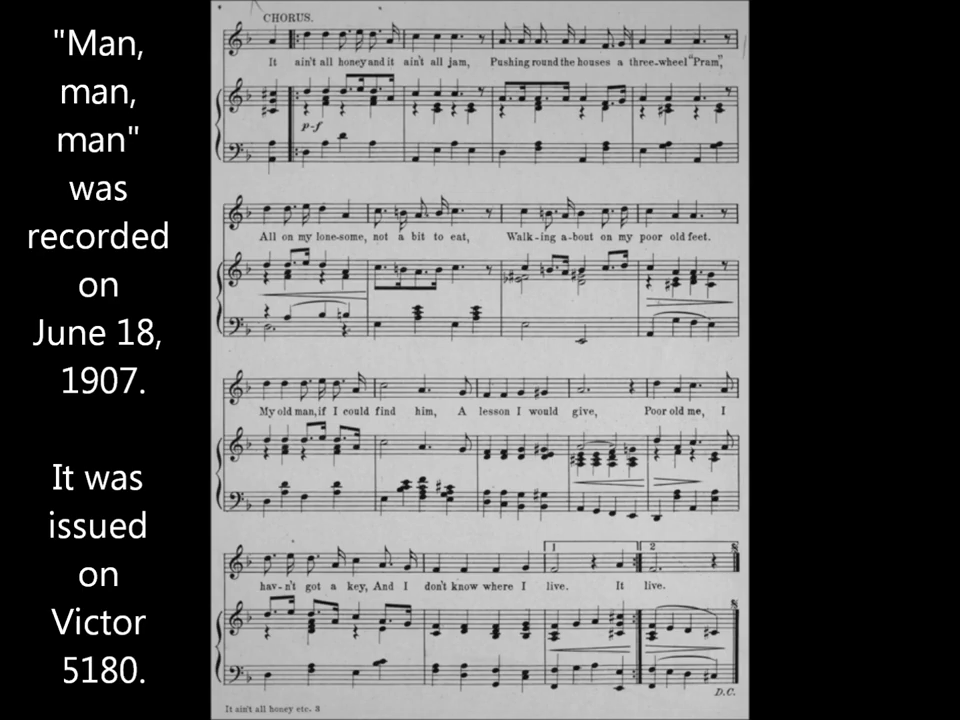 "Man,
man,
man"
was
recorded
on
June 18,
1907.
It was
issued
on
Victor
5180.
CHORUS.
It ain't all honey and it ain't all jam, Pushing round the houses a three-wheel "Pram",
p-f
All on my lone-some, not a bit to eat, Walk-ing a-bout on my poor old feet.
My old man, if I could find him, A lesson I would give, Poor old me, I
1 2
hav-n't got a key, And I don't know where I live. It live.
D.C.
It ain't all honey etc. 3